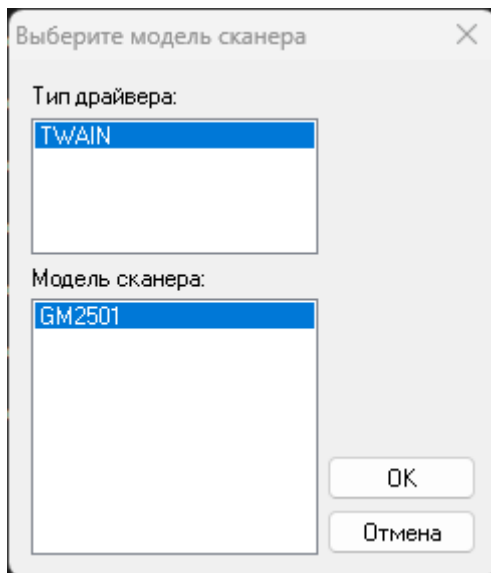 Выберите модель сканера
Тип драйвера:
TWAIN
Модель сканера:
GM2501
OK
Отмена